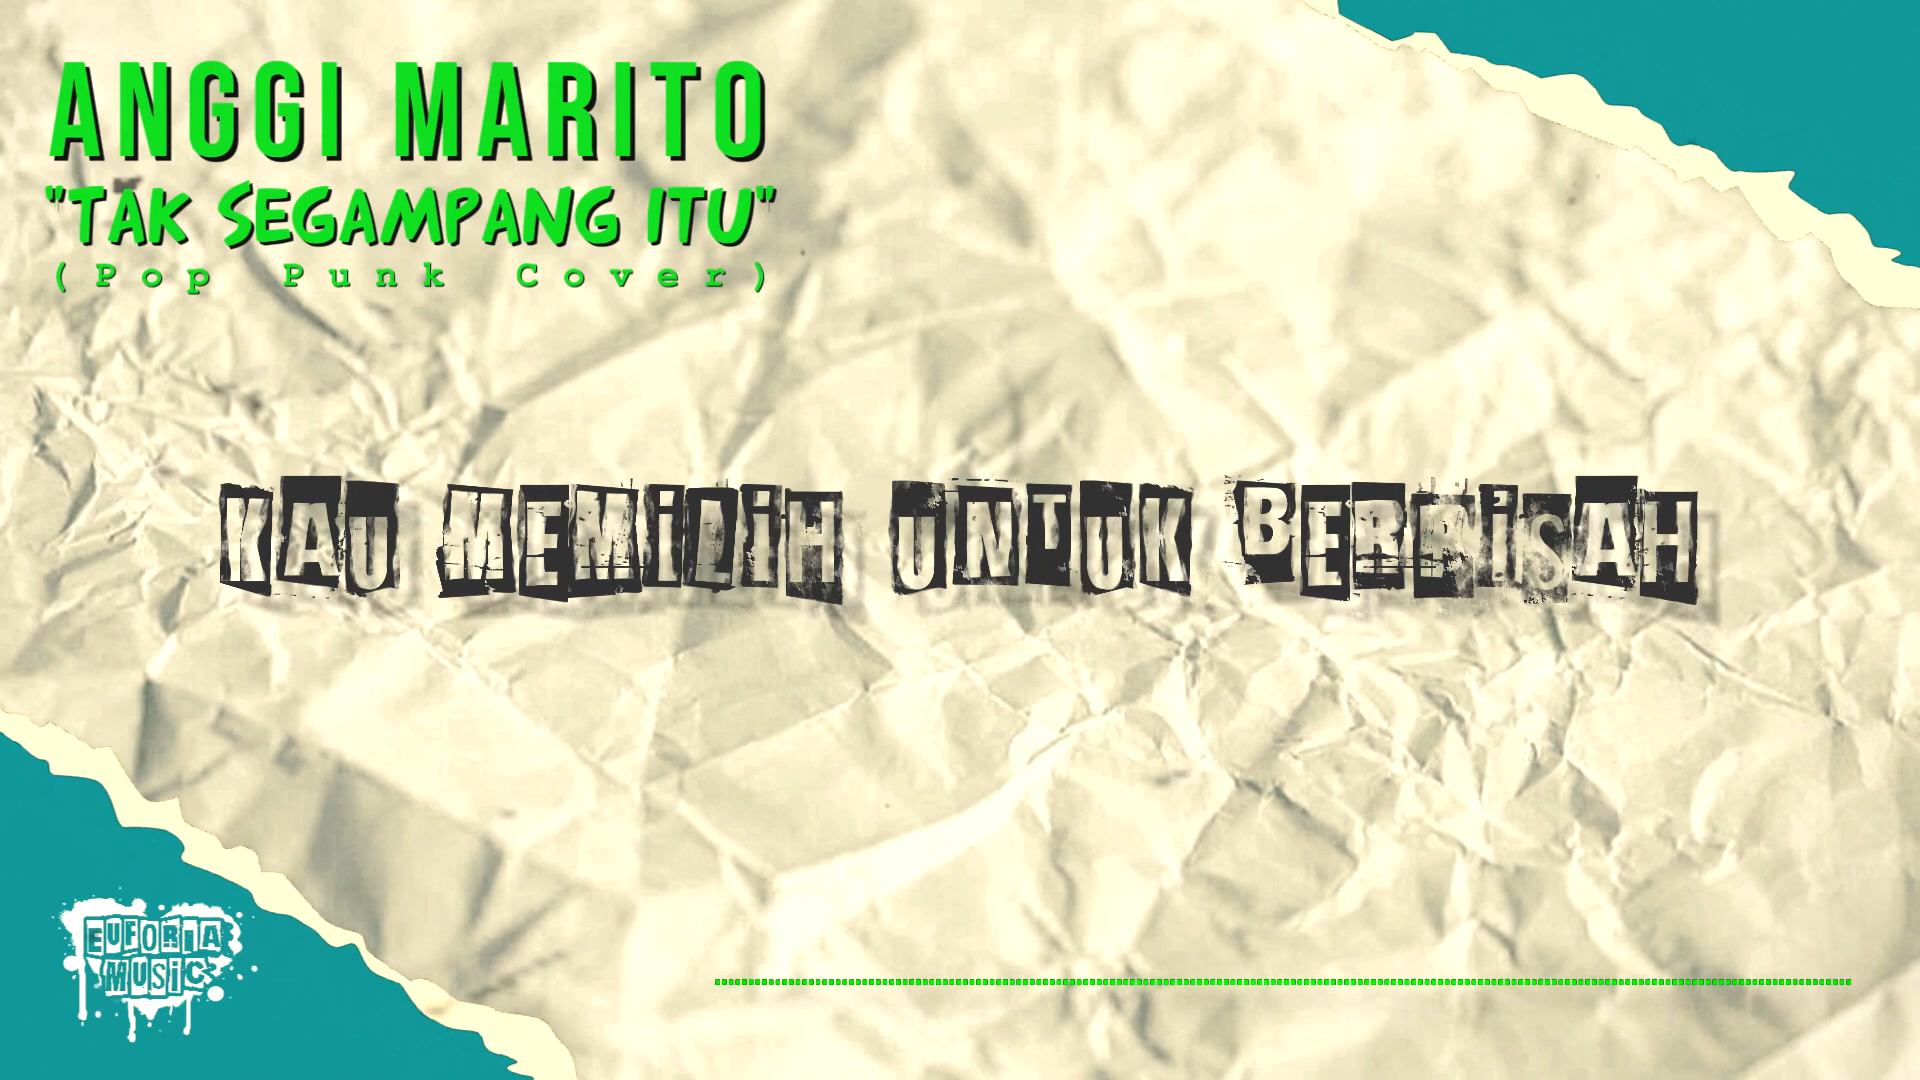 ANGGI MARITO
"TAK SEGAMPANG ITU"
(Pop Punk Cover)
KAU MEMILIH UNTUK BERPISAH
EUFORIA
MUSIC